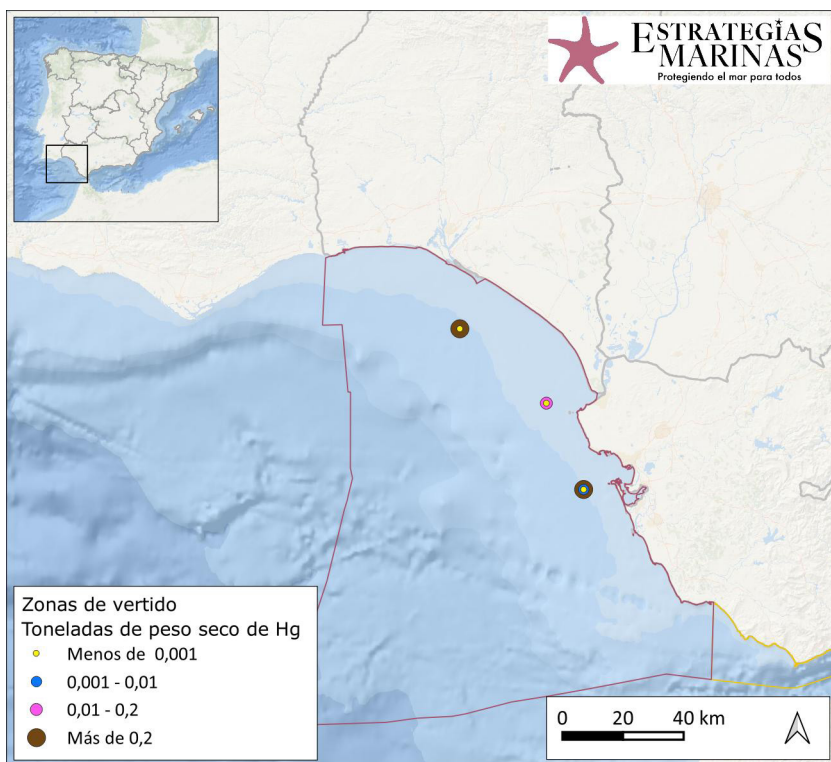 ESTRATEGIAS
MARINAS
Protegiendo el mar para todos
Zonas de vertido
Toneladas de peso seco de Hg
Menos de 0,001
0,001 - 0,01
0,01 - 0,2
Más de 0,2
0 20 40 km